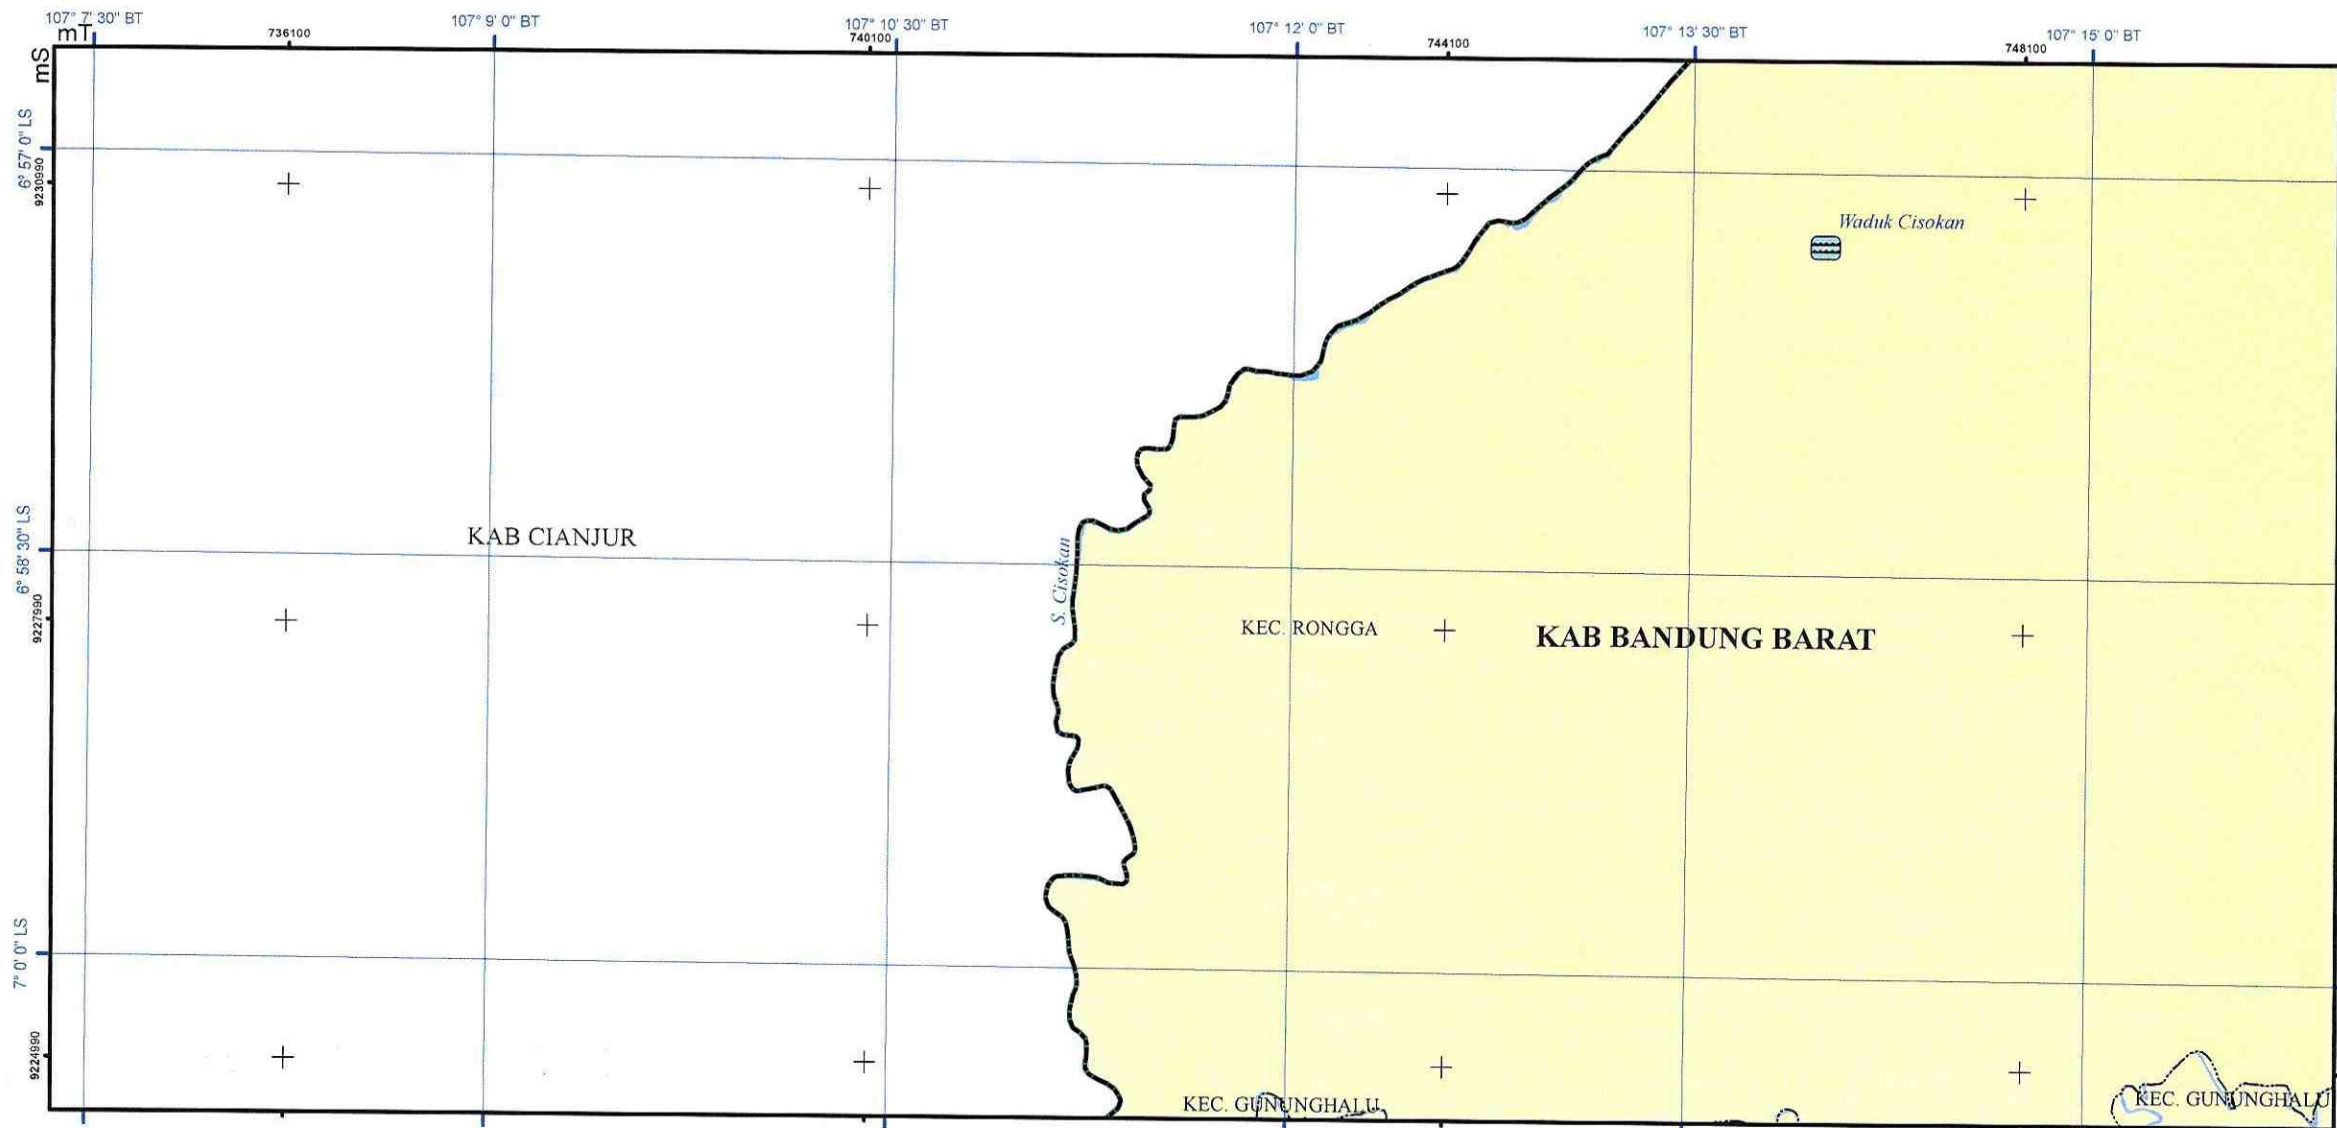 107° 7' 30" BT
107° 9' 0" BT
107° 10' 30" BT
107° 12' 0" BT
107° 13' 30" BT
107° 15' 0" BT
mT
736100
740100
744100
748100
mS
6° 57' 0" LS
9230990
Waduk Cisokan
6° 58' 30" LS
KAB CIANJUR
S. Cisokan
9227990
KEC. RONGGA
KAB BANDUNG BARAT
7° 0' 0" LS
9224990
KEC. GUNUNGHALU
KEC. GUNUNGHALU